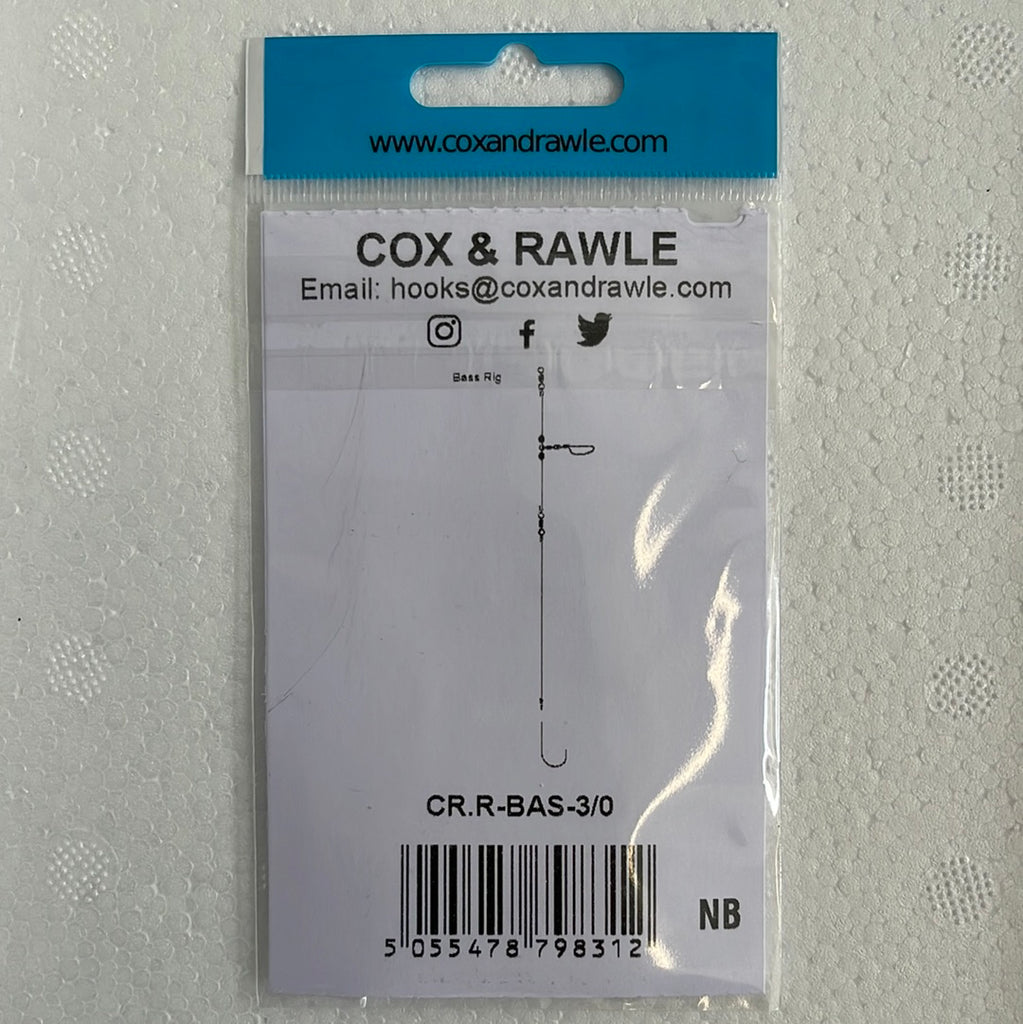 www.coxandrawle.com
COX & RAWLE
Email: hooks@coxandrawle.com
Bass Rig
CR.R-BAS-3/0
5 055478 798312
NB